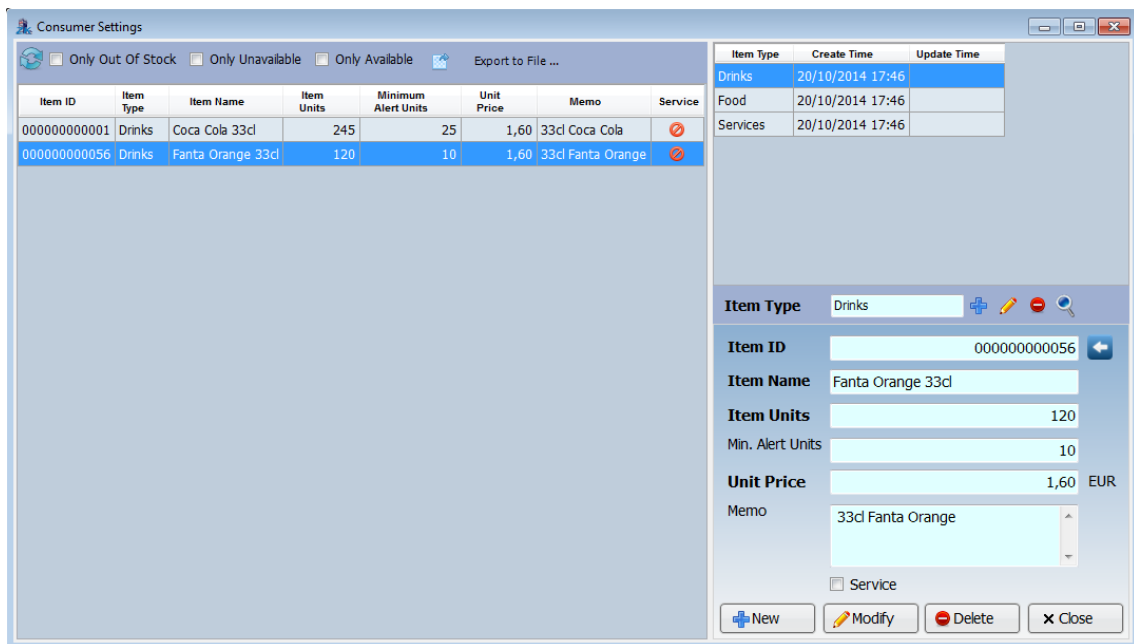 Consumer Settings
Only Out Of Stock Only Unavailable Only Available Export to File ...
Item ID Item Type Item Name Item Units Minimum Alert Units Unit Price Memo Service
000000000001 Drinks Coca Cola 33cl 245 25 1,60 33cl Coca Cola
000000000056 Drinks Fanta Orange 33cl 120 10 1,60 33cl Fanta Orange
Item Type Create Time Update Time
Drinks 20/10/2014 17:46
Food 20/10/2014 17:46
Services 20/10/2014 17:46
Item Type Drinks
Item ID 000000000056
Item Name Fanta Orange 33cl
Item Units 120
Min. Alert Units 10
Unit Price 1,60 EUR
Memo 33cl Fanta Orange
Service
New Modify Delete Close